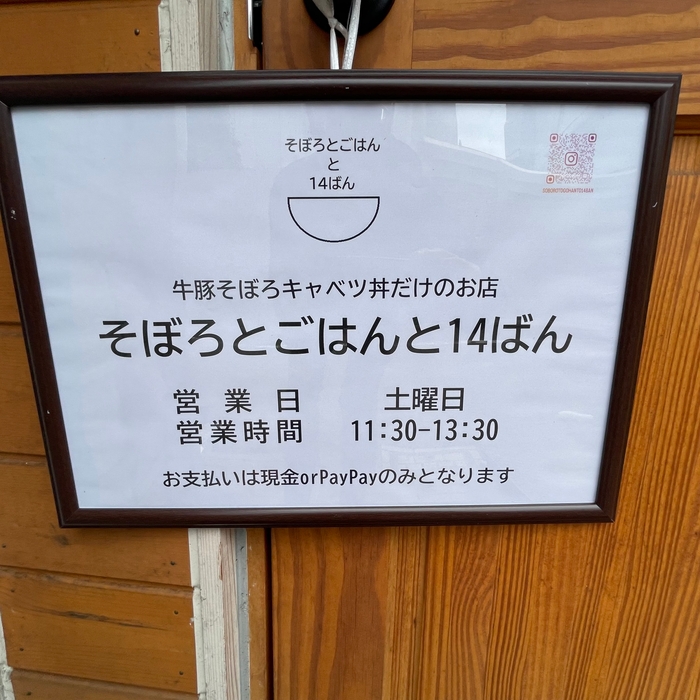 そぼろとごはん
と
14ばん
牛豚そぼろキャベツ丼だけのお店
そぼろとごはんと14ばん
営業日 土曜日
営業時間 11:30-13:30
お支払いは現金orPayPayのみとなります